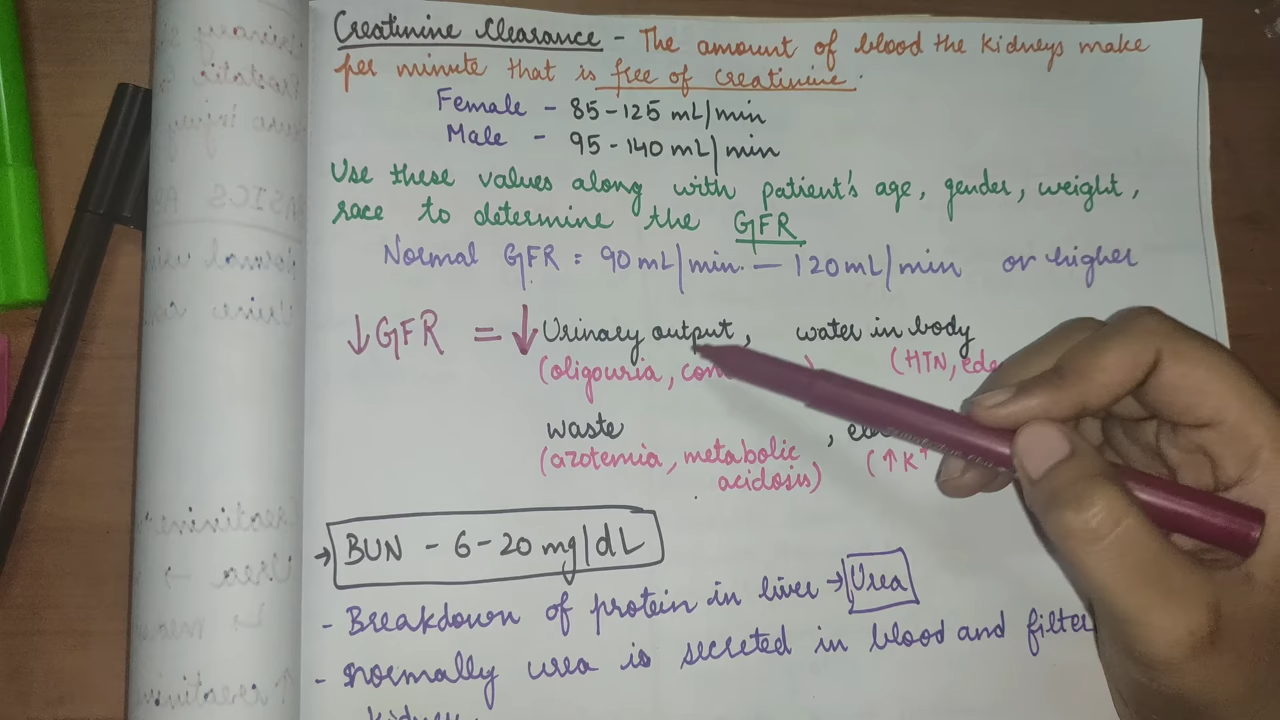 Creatinine Clearance - The amount of blood the kidneys make
per minute that is free of creatinine.
Female - 85-125 mL/min
Male - 95-140 mL/min
Use these values along with patient's age, gender, weight,
race to determine the GFR
Normal GFR = 90 mL/min. — 120 mL/min or higher
↓ GFR = ↓ Urinary output, water in body
(oligouria, (HTN,
waste ,
(azotemia, metabolic (↑K+
acidosis)
→ BUN - 6-20 mg/dL
- Breakdown of protein in liver → Urea
- normally urea is secreted in blood and filter